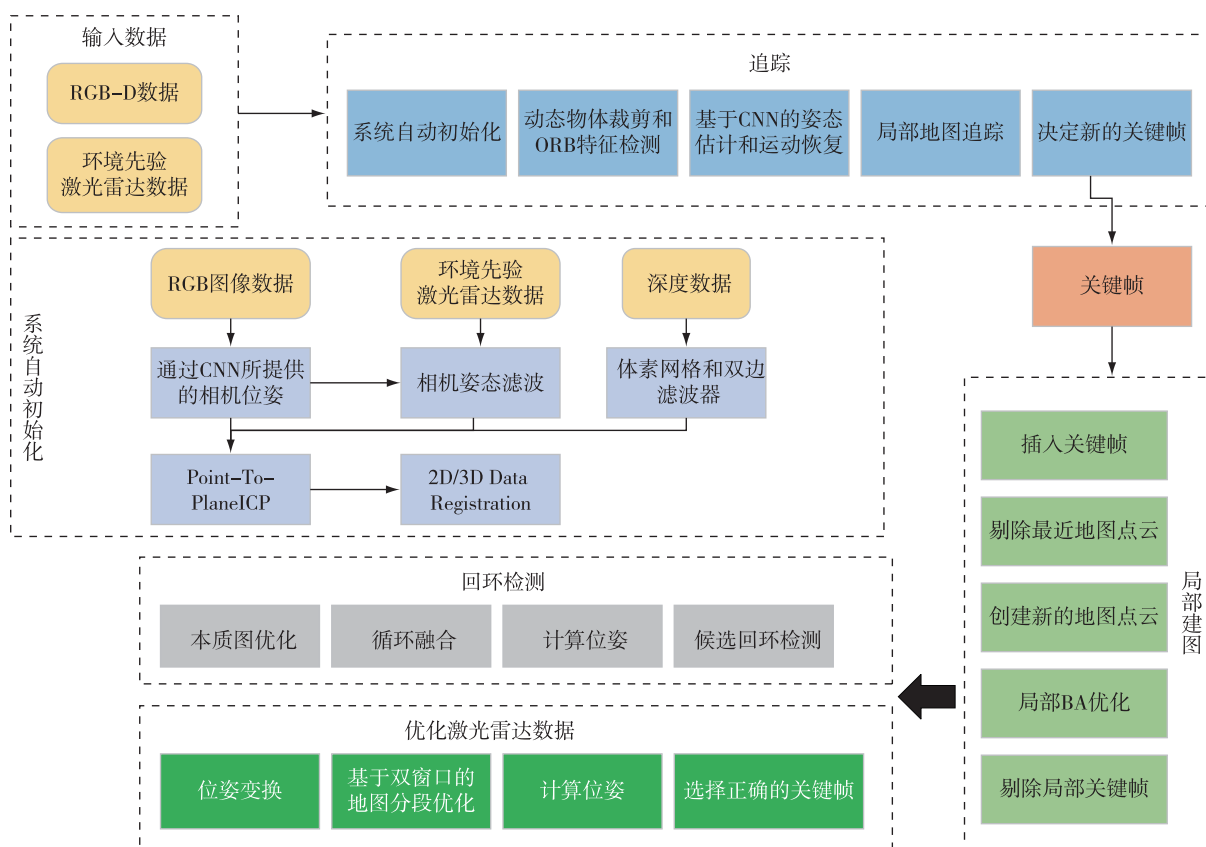 输入数据
RGB-D数据
环境先验
激光雷达数据
追踪
系统自动初始化
动态物体裁剪和
ORB特征检测
基于CNN的姿态
估计和运动恢复
局部地图追踪
决定新的关键帧
关键帧
系统自动初始化
RGB图像数据
环境先验
激光雷达数据
深度数据
通过CNN所提供
的相机位姿
相机姿态滤波
体素网格和双边
滤波器
Point-To-
PlaneICP
2D/3D Data
Registration
局部建图
插入关键帧
剔除最近地图点云
创建新的地图点云
局部BA优化
剔除局部关键帧
回环检测
本质图优化
循环融合
计算位姿
候选回环检测
优化激光雷达数据
位姿变换
基于双窗口的
地图分段优化
计算位姿
选择正确的关键帧